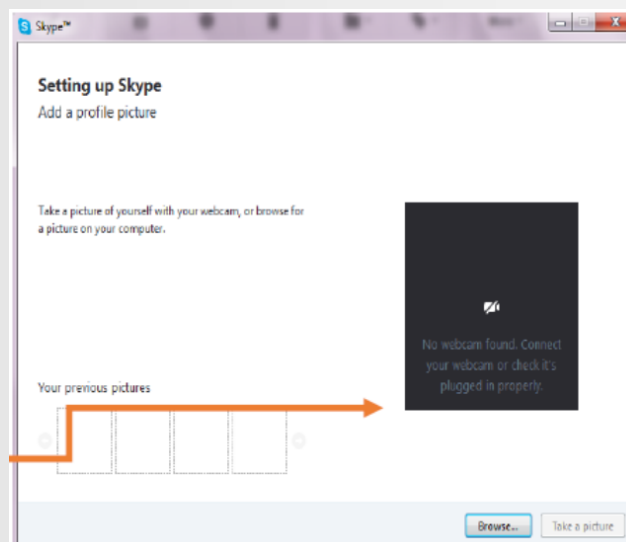 Skype™
Setting up Skype
Add a profile picture
Take a picture of yourself with your webcam, or browse for
a picture on your computer.
No webcam found. Connect
your webcam or check it's
plugged in properly.
Your previous pictures
Browse...
Take a picture